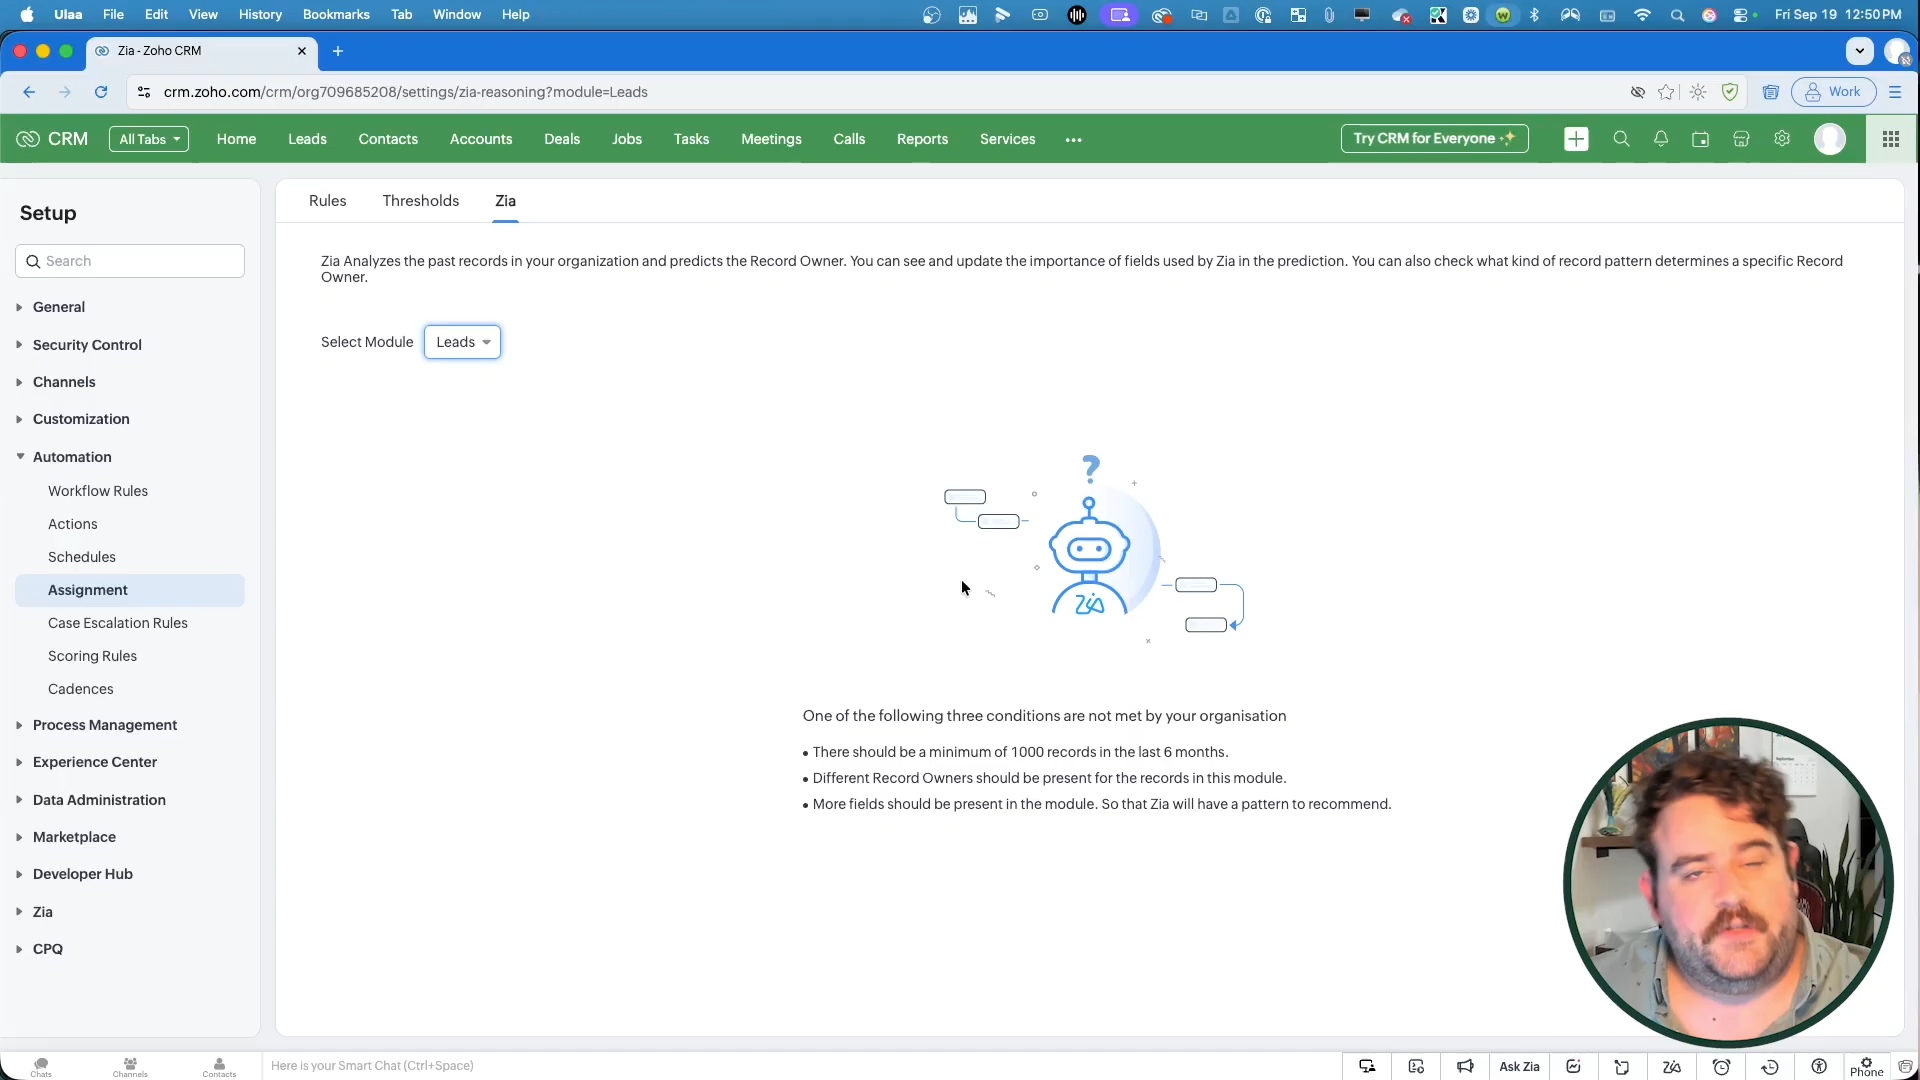 Ulaa File Edit View History Bookmarks Tab Window Help
Fri Sep 19 12:50 PM
Zia - Zoho CRM
crm.zoho.com/crm/org709685208/settings/zia-reasoning?module=Leads
Work
CRM
All Tabs
Home Leads Contacts Accounts Deals Jobs Tasks Meetings Calls Reports Services
Try CRM for Everyone
Setup
Search
General
Security Control
Channels
Customization
Automation
Workflow Rules
Actions
Schedules
Assignment
Case Escalation Rules
Scoring Rules
Cadences
Process Management
Experience Center
Data Administration
Marketplace
Developer Hub
Zia
CPQ
Rules Thresholds Zia
Zia Analyzes the past records in your organization and predicts the Record Owner. You can see and update the importance of fields used by Zia in the prediction. You can also check what kind of record pattern determines a specific Record
Owner.
Select Module Leads
?
Zia
One of the following three conditions are not met by your organisation
• There should be a minimum of 1000 records in the last 6 months.
• Different Record Owners should be present for the records in this module.
• More fields should be present in the module. So that Zia will have a pattern to recommend.
Chats Channels Contacts
Here is your Smart Chat (Ctrl+Space)
Ask Zia
Phone